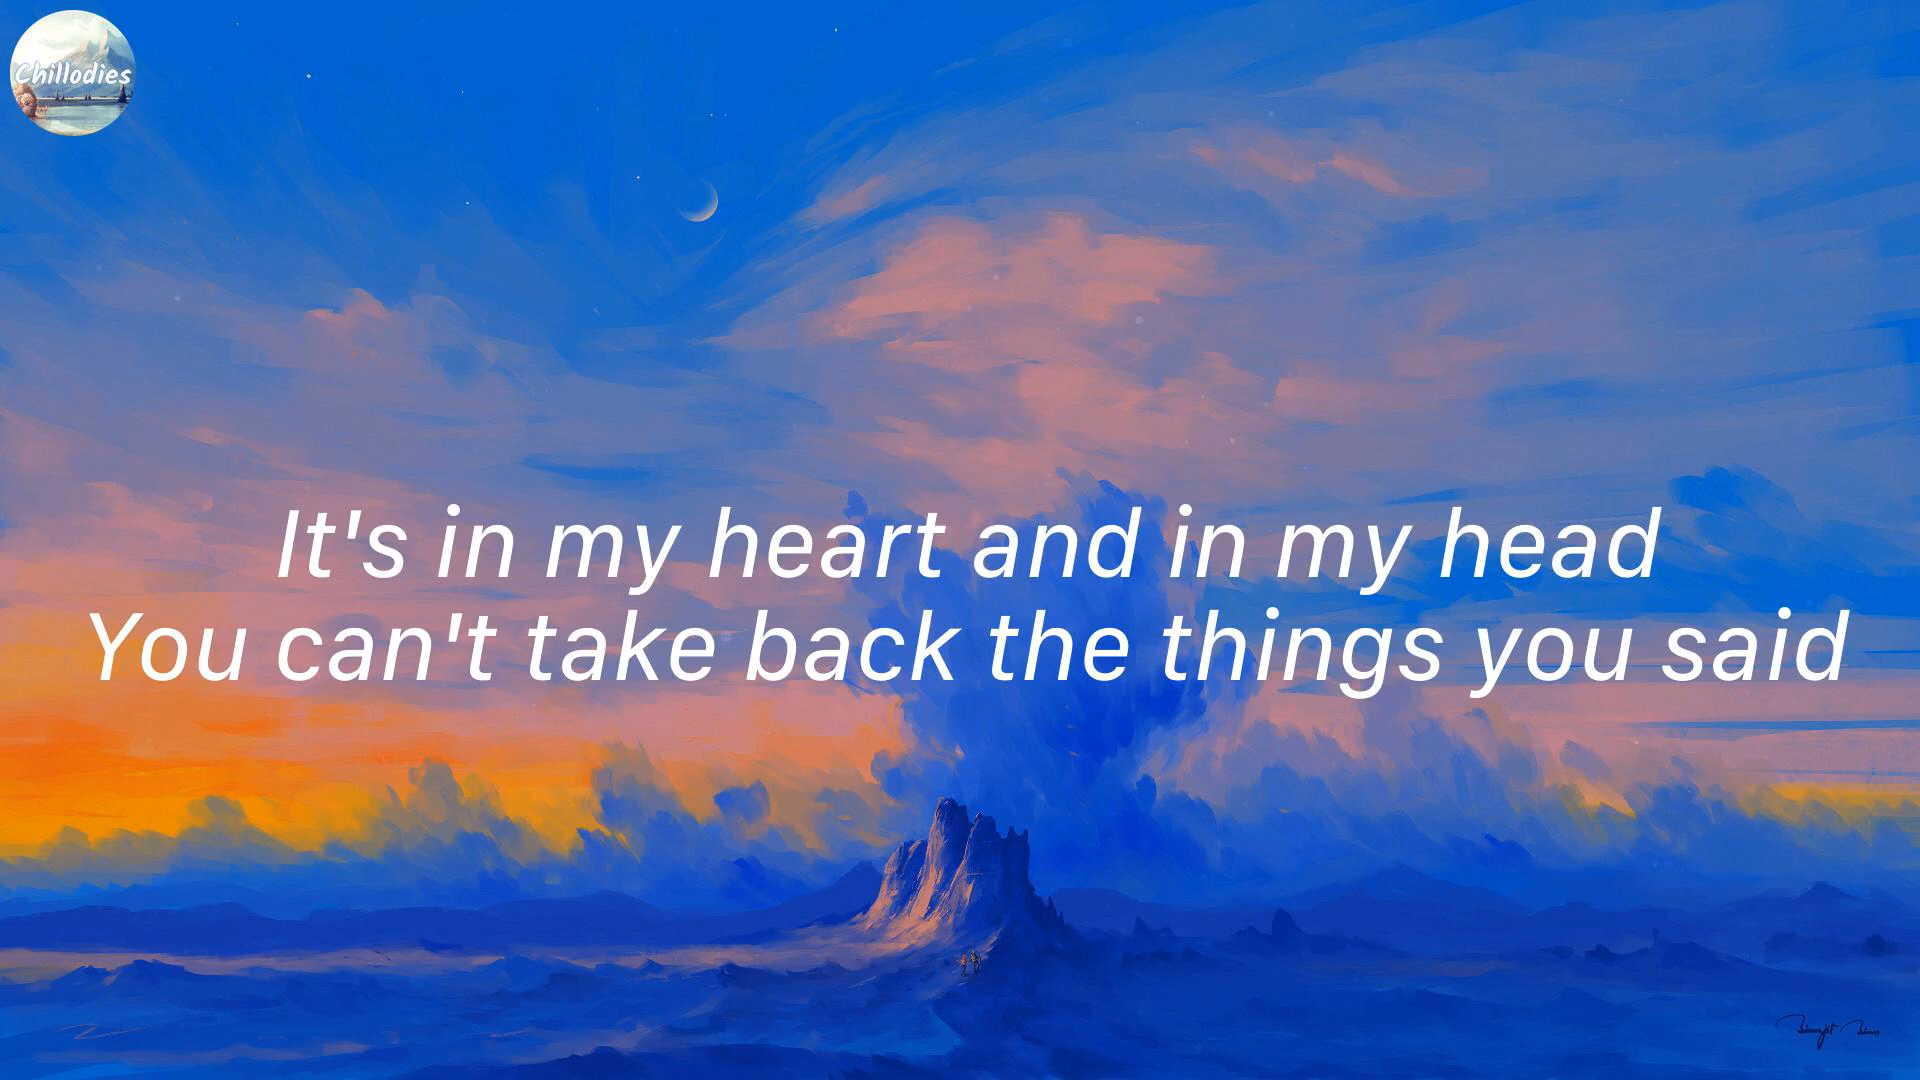 Chillodies
It's in my heart and in my head
You can't take back the things you said